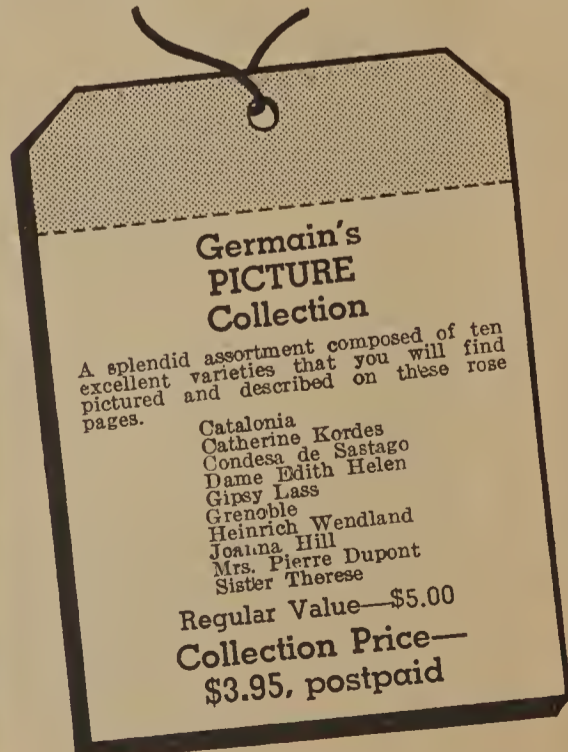 Germain's
PICTURE
Collection
A splendid assortment composed of ten
excellent varieties that you will find
pictured and described on these rose
pages.
Catalonia
Catherine Kordes
Condesa de Sastago
Dame Edith Helen
Gipsy Lass
Grenoble
Heinrich Wendland
Joanna Hill
Mrs. Pierre Dupont
Sister Therese
Regular Value—$5.00
Collection Price—
$3.95, postpaid